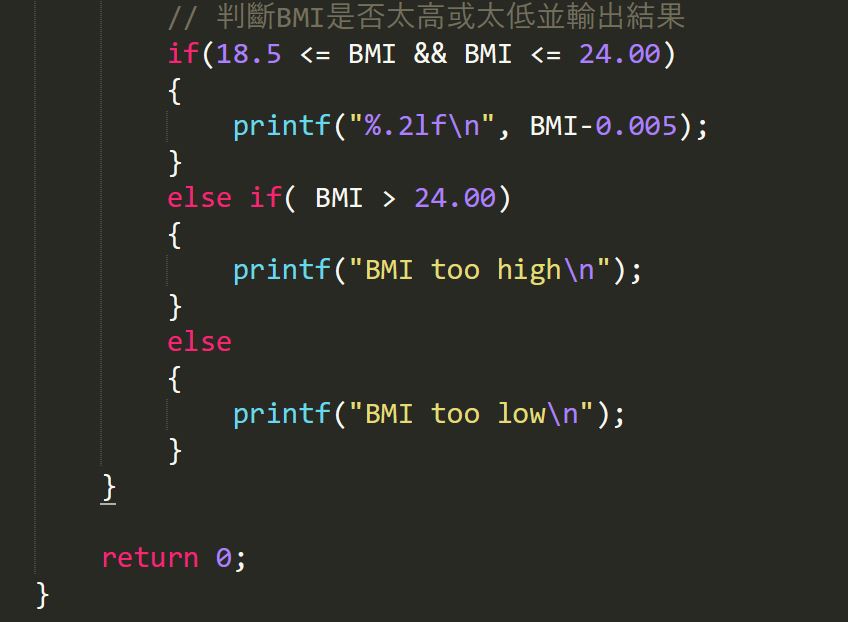 // 判斷BMI是否太高或太低並輸出結果
if(18.5 <= BMI && BMI <= 24.00)
{
printf("%.2lf\n", BMI-0.005);
}
else if( BMI > 24.00)
{
printf("BMI too high\n");
}
else
{
printf("BMI too low\n");
}
}
return 0;
}